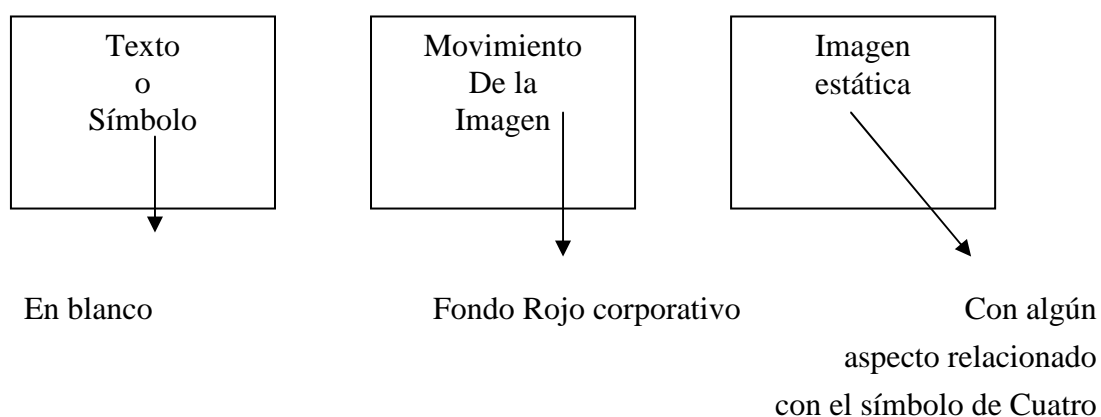 Texto
o
Símbolo
Movimiento
De la
Imagen
Imagen
estática
En blanco
Fondo Rojo corporativo
Con algún
aspecto relacionado
con el símbolo de Cuatro